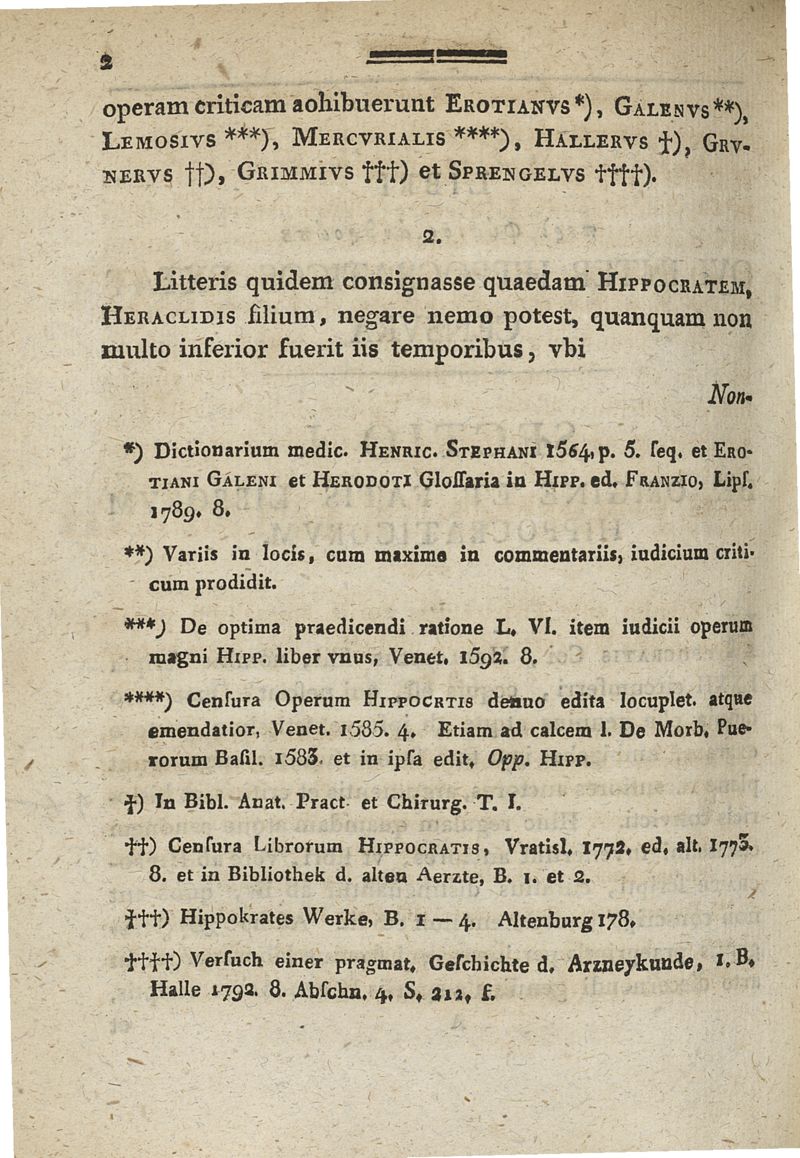 2
operam criticam aohibuerunt EROTIANVS *), GALENVS **),
LEMOSIVS ***), MERCVRIALIS ****), HALLERVS †), GRV-
NERVS ††), GRIMMIVS †††) et SPRENGELVS ††††).
2.
Litteris quidem consignasse quaedam HIPPOCRATEM,
HERACLIDIS filium, negare nemo potest, quanquam non
multo inferior fuerit iis temporibus, vbi
Non-
*) Dictionarium medic. HENRIC. STEPHANI 1564, p. 5. ſeq. et ERO-
TIANI GALENI et HERODOTI Gloſſaria in HIPP. ed. FRANZIO, Lipſ.
1789. 8.
**) Variis in locis, cum maxime in commentariis, iudicium criti-
cum prodidit.
***) De optima praedicendi ratione L. VI. item iudicii operum
magni HIPP. liber vnus, Venet. 1592. 8.
****) Cenſura Operum HIPPOCRTIS denuo edita locuplet. atque
emendatior, Venet. 1585. 4. Etiam ad calcem l. De Morb. Pue-
rorum Baſil. 1583. et in ipſa edit. Opp. HIPP.
†) In Bibl. Anat. Pract. et Chirurg. T. I.
††) Cenſura Librorum HIPPOCRATIS, Vratisl. 1772. ed. alt. 1773.
8. et in Bibliothek d. alten Aerzte, B. 1. et 2.
†††) Hippokrates Werke, B. 1 — 4. Altenburg 178.
††††) Verſuch einer pragmat. Geſchichte d. Arzneykunde, 1. B.
Halle 1792. 8. Abſchn. 4. S. 212. f.